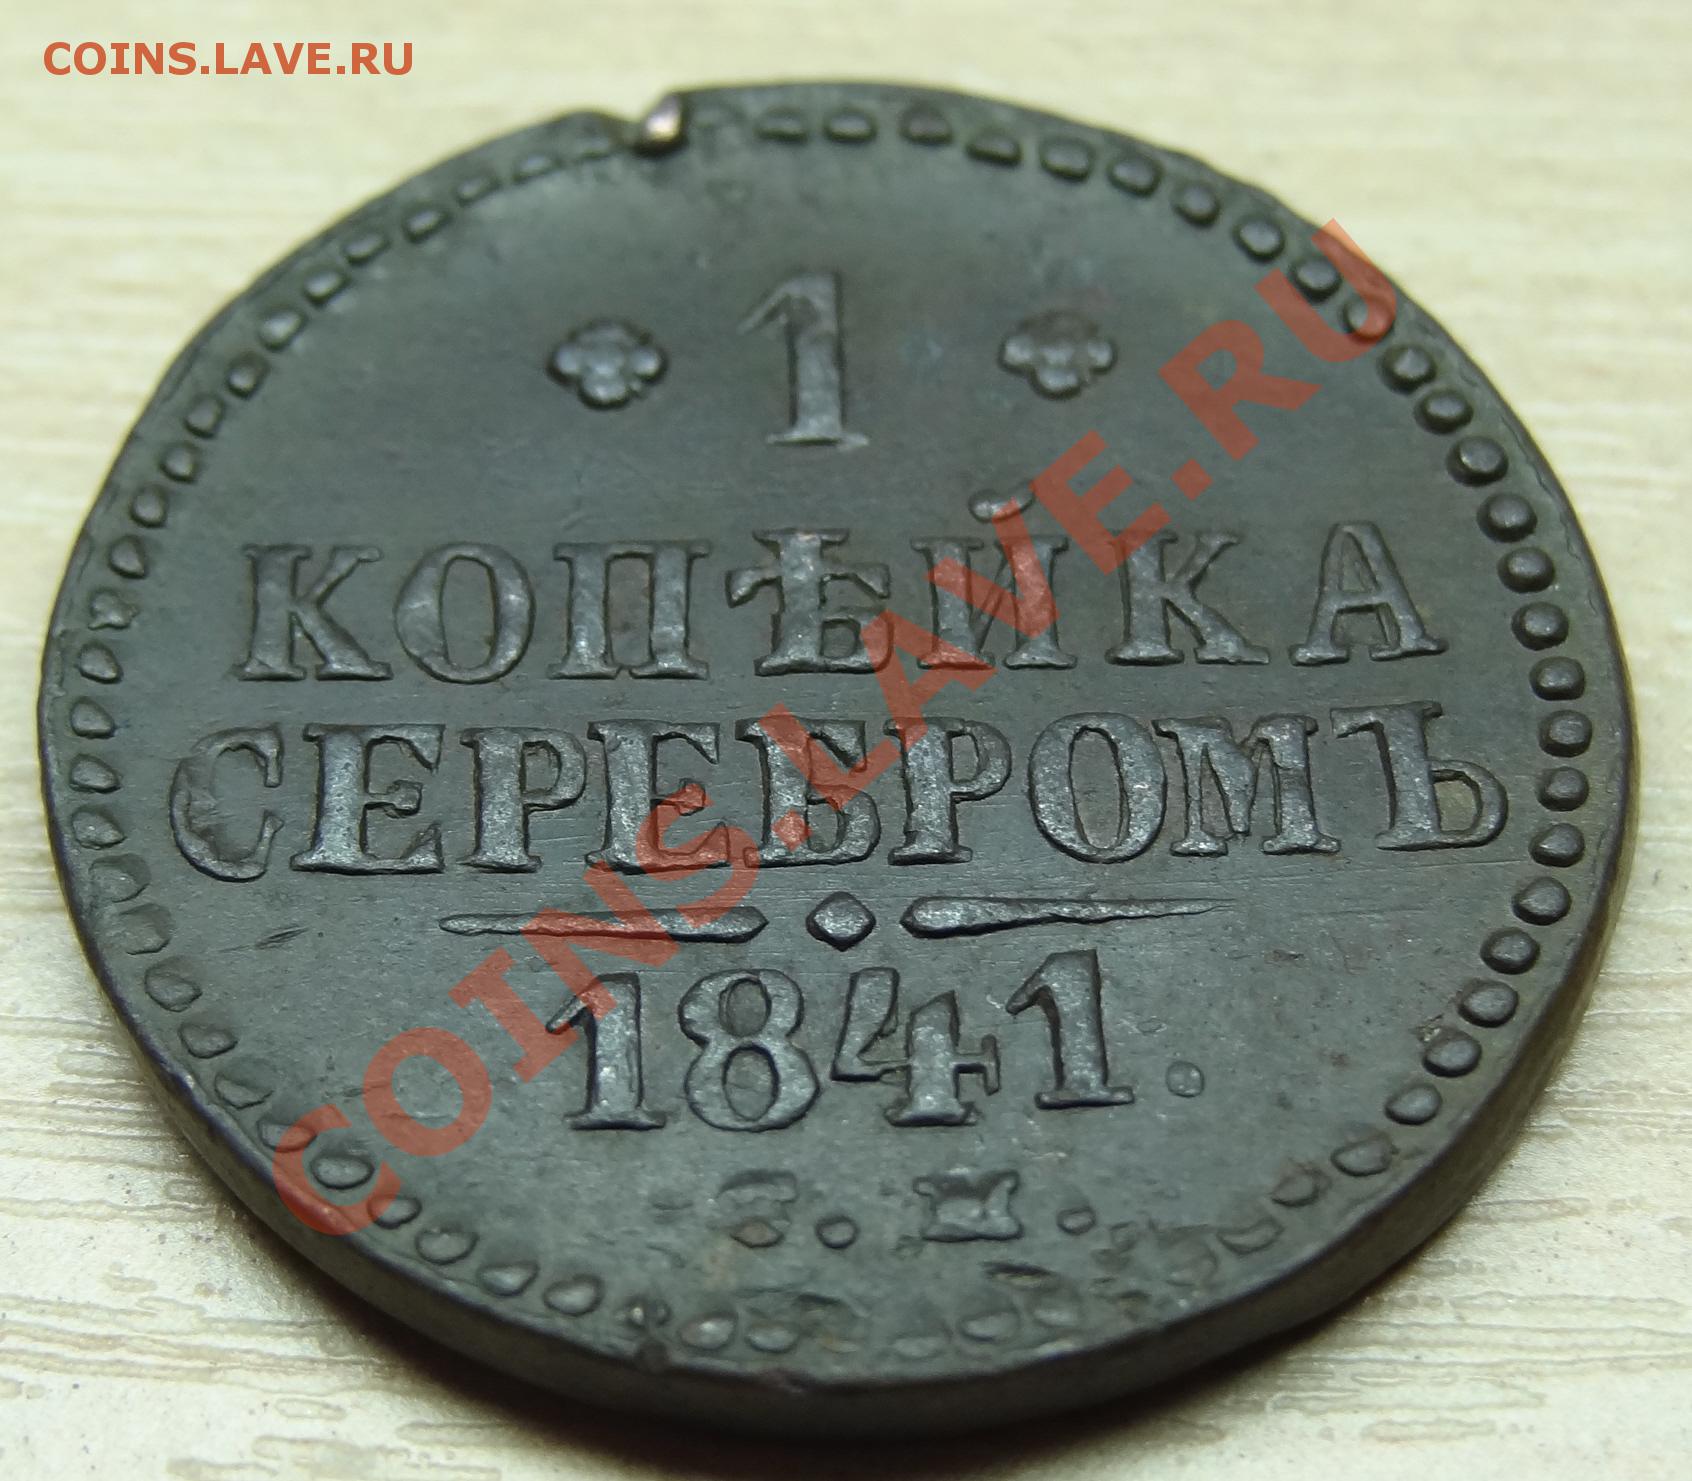 COINS.LAVE.RU
1
КОПѢЙКА
СЕРЕБРОМЪ
1841.
С. М.
COINS.LAVE.RU